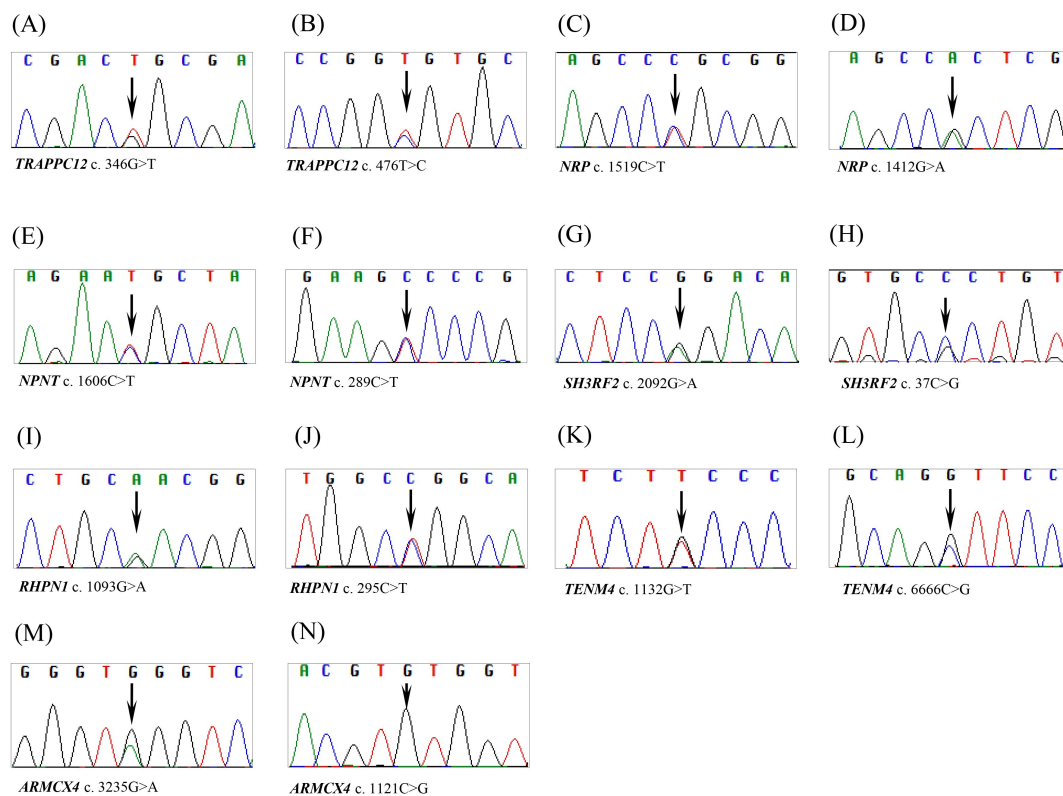 (A) (B) (C) (D)
C G A C T G C G A
C C G G T G T G C
A G C C C G C G G
A G C C A C T C G
TRAPPC12 c. 346G>T
TRAPPC12 c. 476T>C
NRP c. 1519C>T
NRP c. 1412G>A
(E) (F) (G) (H)
A G A A T G C T A
G A A G C C C C G
C T C C G G A C A
G T G C C C T G T
NPNT c. 1606C>T
NPNT c. 289C>T
SH3RF2 c. 2092G>A
SH3RF2 c. 37C>G
(I) (J) (K) (L)
C T G C A A C G G
T G G C C G G C A
T C T T C C C
G C A G G T T C C
RHPN1 c. 1093G>A
RHPN1 c. 295C>T
TENM4 c. 1132G>T
TENM4 c. 6666C>G
(M) (N)
G G G T G G G T C
A C G T G T G G T
ARMCX4 c. 3235G>A
ARMCX4 c. 1121C>G